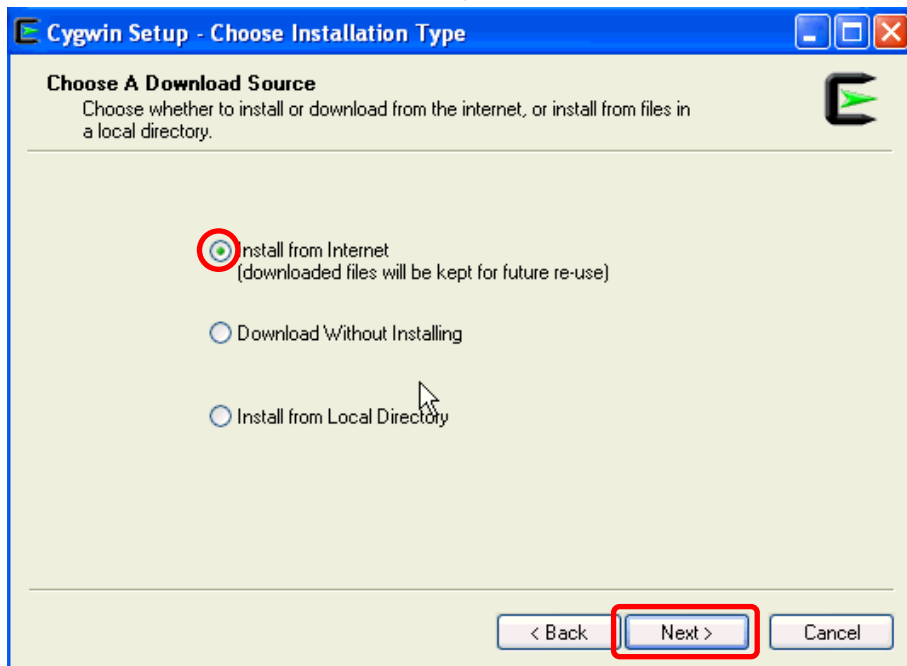 Cygwin Setup - Choose Installation Type
Choose A Download Source
Choose whether to install or download from the internet, or install from files in
a local directory.
Install from Internet
(downloaded files will be kept for future re-use)
Download Without Installing
Install from Local Directory
< Back
Next >
Cancel